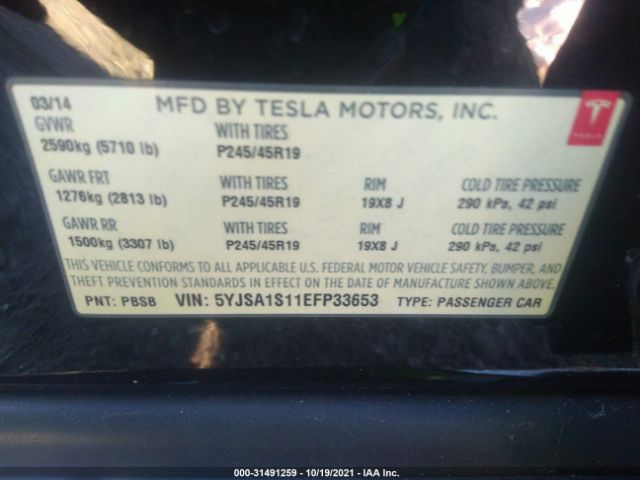 03/14 MFD BY TESLA MOTORS, INC.
TESLA
GVWR WITH TIRES
2590kg (5710 lb) P245/45R19
GAWR FRT WITH TIRES RIM COLD TIRE PRESSURE
1276kg (2813 lb) P245/45R19 19X8 J 290 kPa, 42 psi
GAWR RR WITH TIRES RIM COLD TIRE PRESSURE
1500kg (3307 lb) P245/45R19 19X8 J 290 kPa, 42 psi
THIS VEHICLE CONFORMS TO ALL APPLICABLE U.S. FEDERAL MOTOR VEHICLE SAFETY, BUMPER, AND
THEFT PREVENTION STANDARDS IN EFFECT ON THE DATE OF MANUFACTURE SHOWN ABOVE.
PNT: PBSB VIN: 5YJSA1S11EFP33653 TYPE: PASSENGER CAR
000-31491259 - 10/19/2021 - IAA Corp.